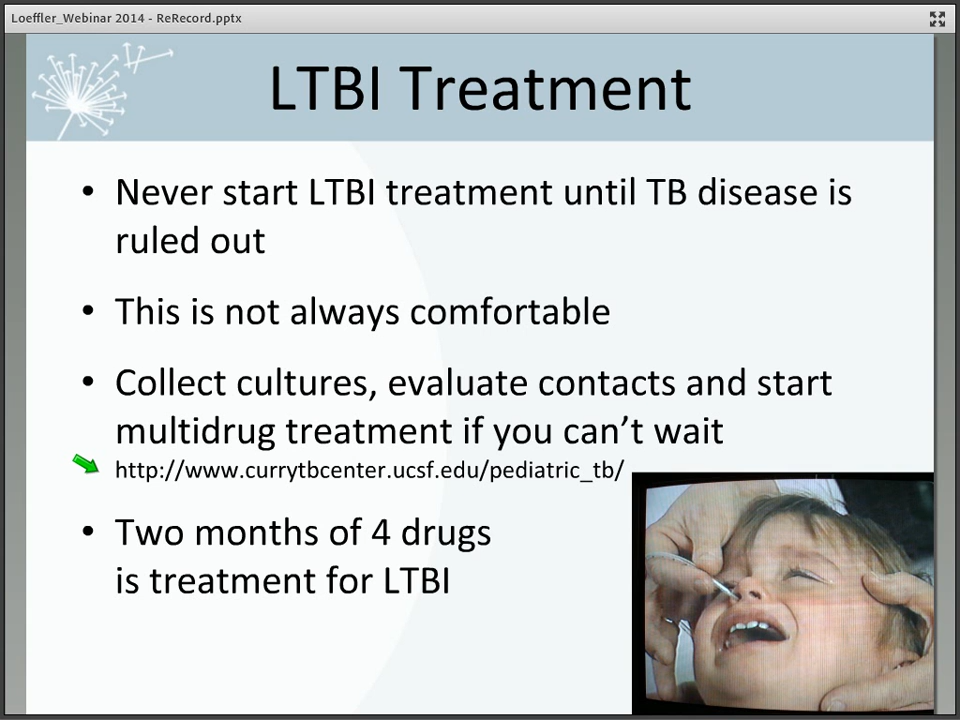 Loeffler_Webinar 2014 - ReRecord.pptx
LTBI Treatment
• Never start LTBI treatment until TB disease is
ruled out
• This is not always comfortable
• Collect cultures, evaluate contacts and start
multidrug treatment if you can’t wait
http://www.currytbcenter.ucsf.edu/pediatric_tb/
• Two months of 4 drugs
is treatment for LTBI